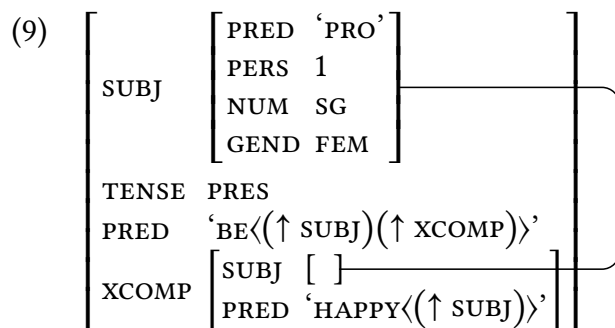 (9)
PRED ‘PRO’
PERS 1
SUBJ
NUM SG
GEND FEM
TENSE PRES
PRED ‘BE⟨(↑ SUBJ)(↑ XCOMP)⟩’
SUBJ [ ]
XCOMP
PRED ‘HAPPY⟨(↑ SUBJ)⟩’